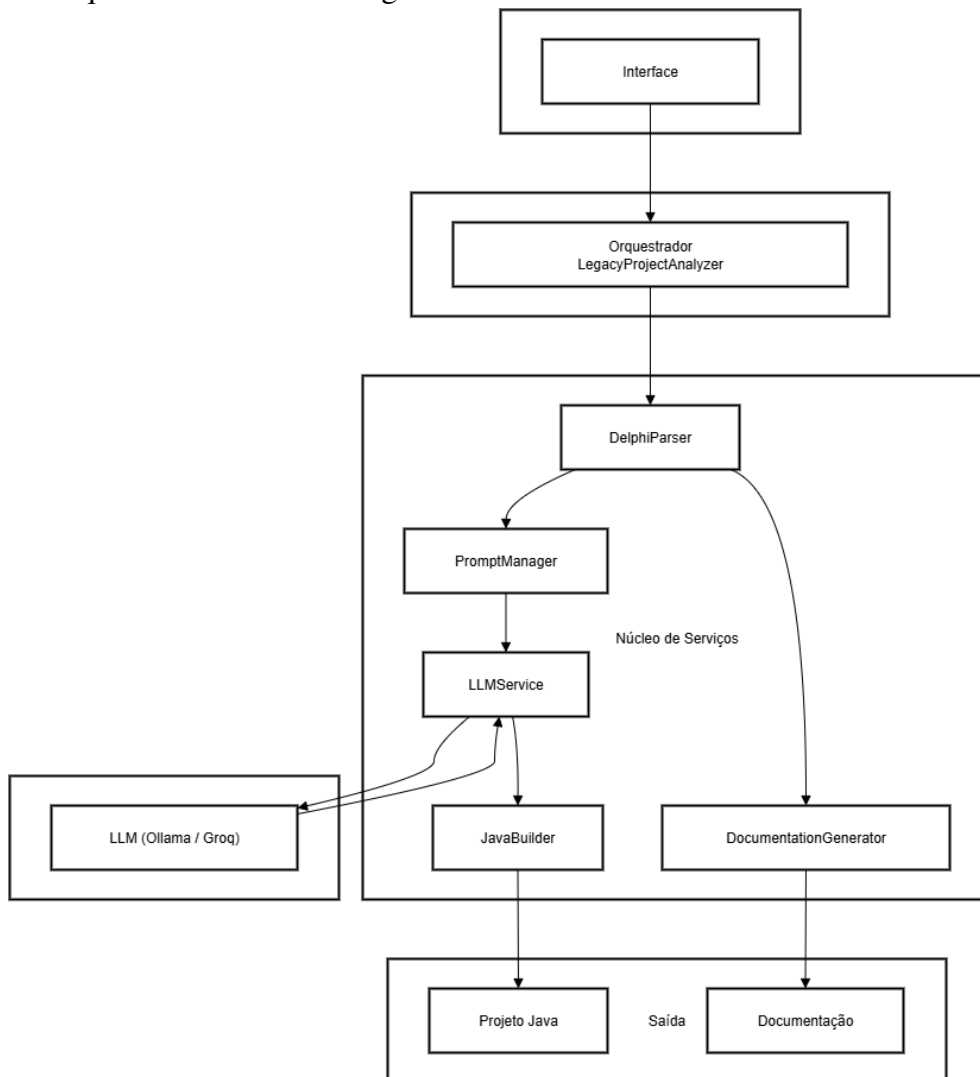 Interface
Orquestrador
LegacyProjectAnalyzer
DelphiParser
PromptManager
Núcleo de Serviços
LLMService
LLM (Ollama / Groq)
JavaBuilder
DocumentationGenerator
Projeto Java
Saída
Documentação